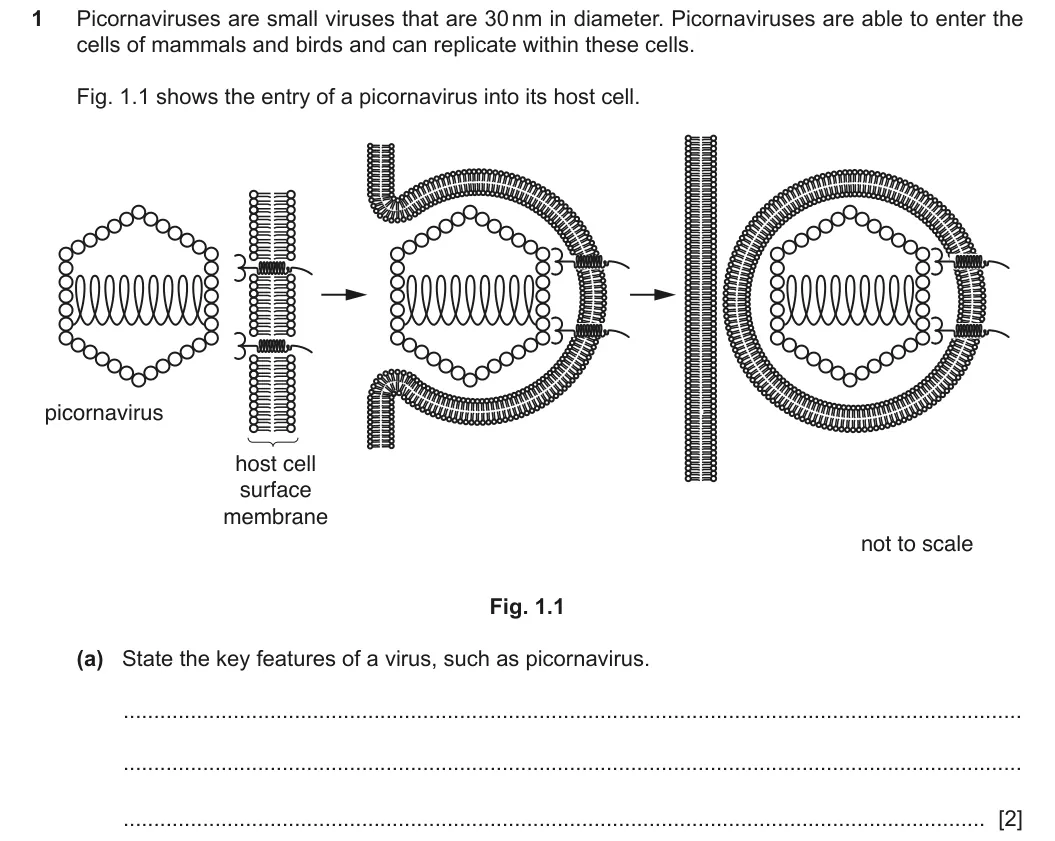 1 Picornaviruses are small viruses that are 30 nm in diameter. Picornaviruses are able to enter the
cells of mammals and birds and can replicate within these cells.
Fig. 1.1 shows the entry of a picornavirus into its host cell.
picornavirus
host cell
surface
membrane
not to scale
Fig. 1.1
(a) State the key features of a virus, such as picornavirus.
[2]